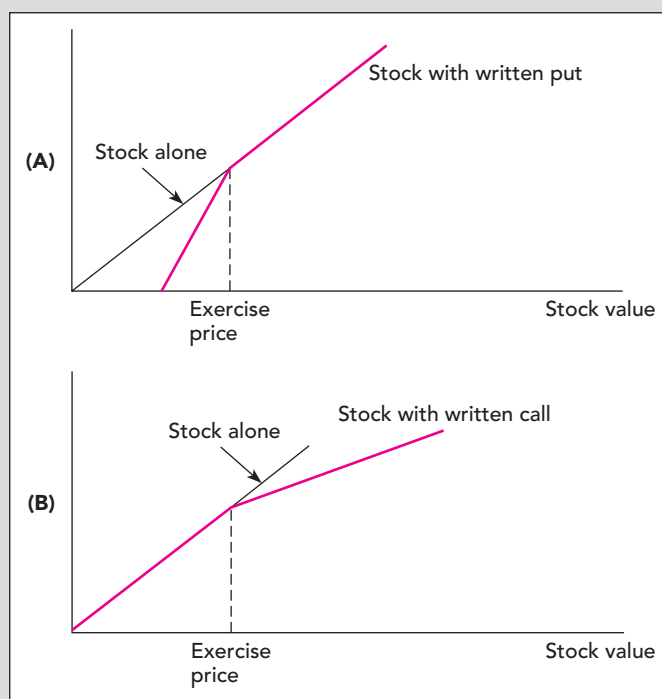 Stock with written put
Stock alone
(A)
Exercise
price
Stock value
Stock with written call
Stock alone
(B)
Exercise
price
Stock value